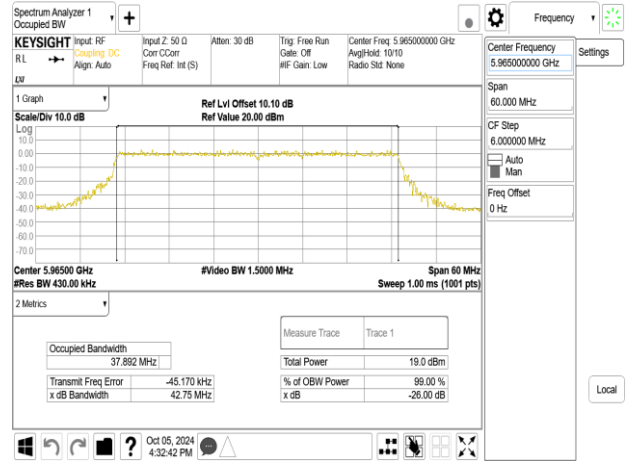 Spectrum Analyzer 1
Occupied BW
Frequency
KEYSIGHT
RL
Input: RF
Coupling: DC
Align: Auto
Input Z: 50 Ω
Corr CCorr
Freq Ref: Int (S)
Atten: 30 dB
Trig: Free Run
Gate: Off
#IF Gain: Low
Center Freq: 5.965000000 GHz
Avg|Hold: 10/10
Radio Std: None
Center Frequency
5.965000000 GHz
Settings
Span
60.000 MHz
CF Step
6.000000 MHz
Auto
Man
Freq Offset
0 Hz
Local
1 Graph
Scale/Div 10.0 dB
Ref Lvl Offset 10.10 dB
Ref Value 20.00 dBm
Log
10.0
0.00
-10.0
-20.0
-30.0
-40.0
-50.0
-60.0
-70.0
Center 5.96500 GHz
#Video BW 1.5000 MHz
Span 60 MHz
#Res BW 430.00 kHz
Sweep 1.00 ms (1001 pts)
2 Metrics
Measure Trace Trace 1
Occupied Bandwidth
37.892 MHz
Total Power 19.0 dBm
Transmit Freq Error -45.170 kHz
% of OBW Power 99.00 %
x dB Bandwidth 42.75 MHz
x dB -26.00 dB
Oct 05, 2024
4:32:42 PM